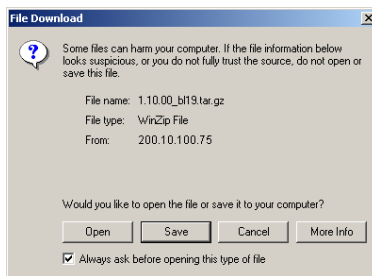 File Download
Some files can harm your computer. If the file information below
looks suspicious, or you do not fully trust the source, do not open or
save this file.
File name: 1.10.00_bl19.tar.gz
File type: WinZip File
From: 200.10.100.75
Would you like to open the file or save it to your computer?
Open Save Cancel More Info
Always ask before opening this type of file